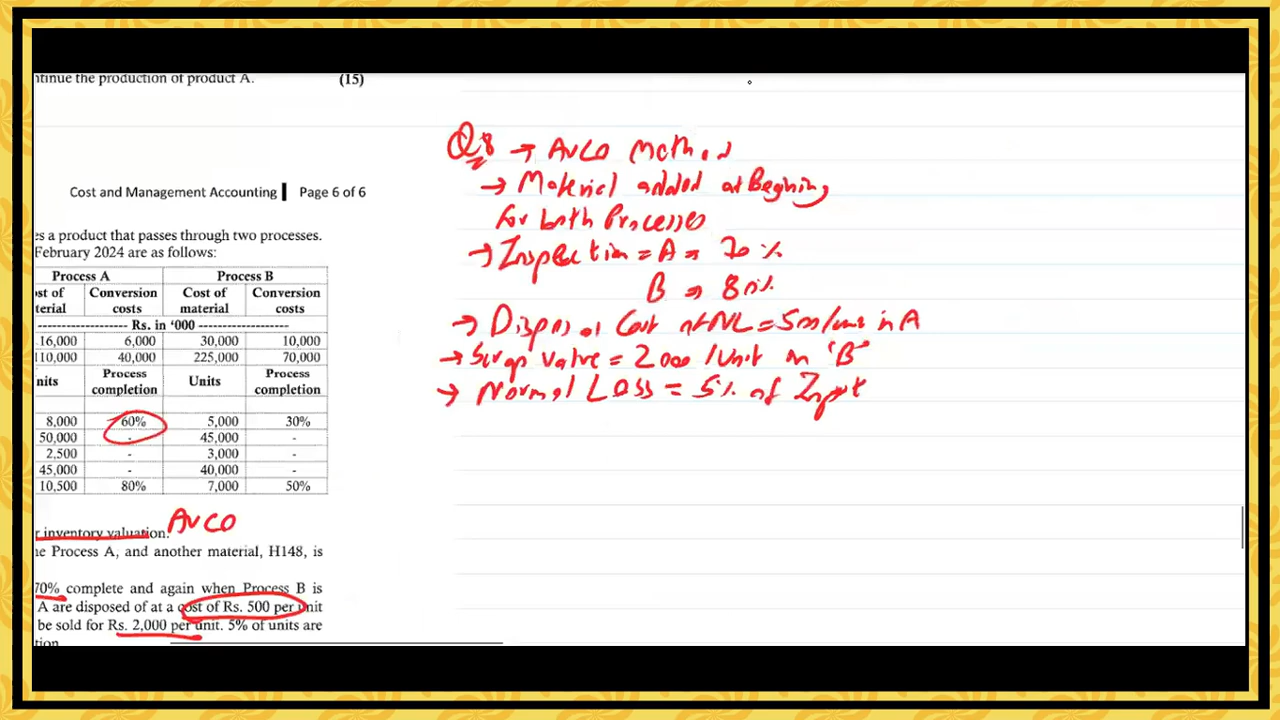 ntinue the production of product A. (15)
Cost and Management Accounting ▌ Page 6 of 6
es a product that passes through two processes.
February 2024 are as follows:
Process A Process B
ost of Conversion Cost of Conversion
terial costs material costs
-------------------- Rs. in '000 -------------------
16,000 6,000 30,000 10,000
110,000 40,000 225,000 70,000
nits Process completion Units Process completion
8,000 60% 5,000 30%
50,000 - 45,000 -
2,500 - 3,000 -
45,000 - 40,000 -
10,500 80% 7,000 50%
r inventory valuation. AVCO
ne Process A, and another material, H148, is
70% complete and again when Process B is
A are disposed of at a cost of Rs. 500 per unit
be sold for Rs. 2,000 per unit. 5% of units are
tion
Q8 → AVCO Method
→ Material added at Begining
for both Processes
→ Inspection = A = 70%
B → 80%
→ Disposal Cost of NL = 500/unit in A
→ Scrap value = 2000 /Unit in 'B'
→ Normal Loss = 5% of Input